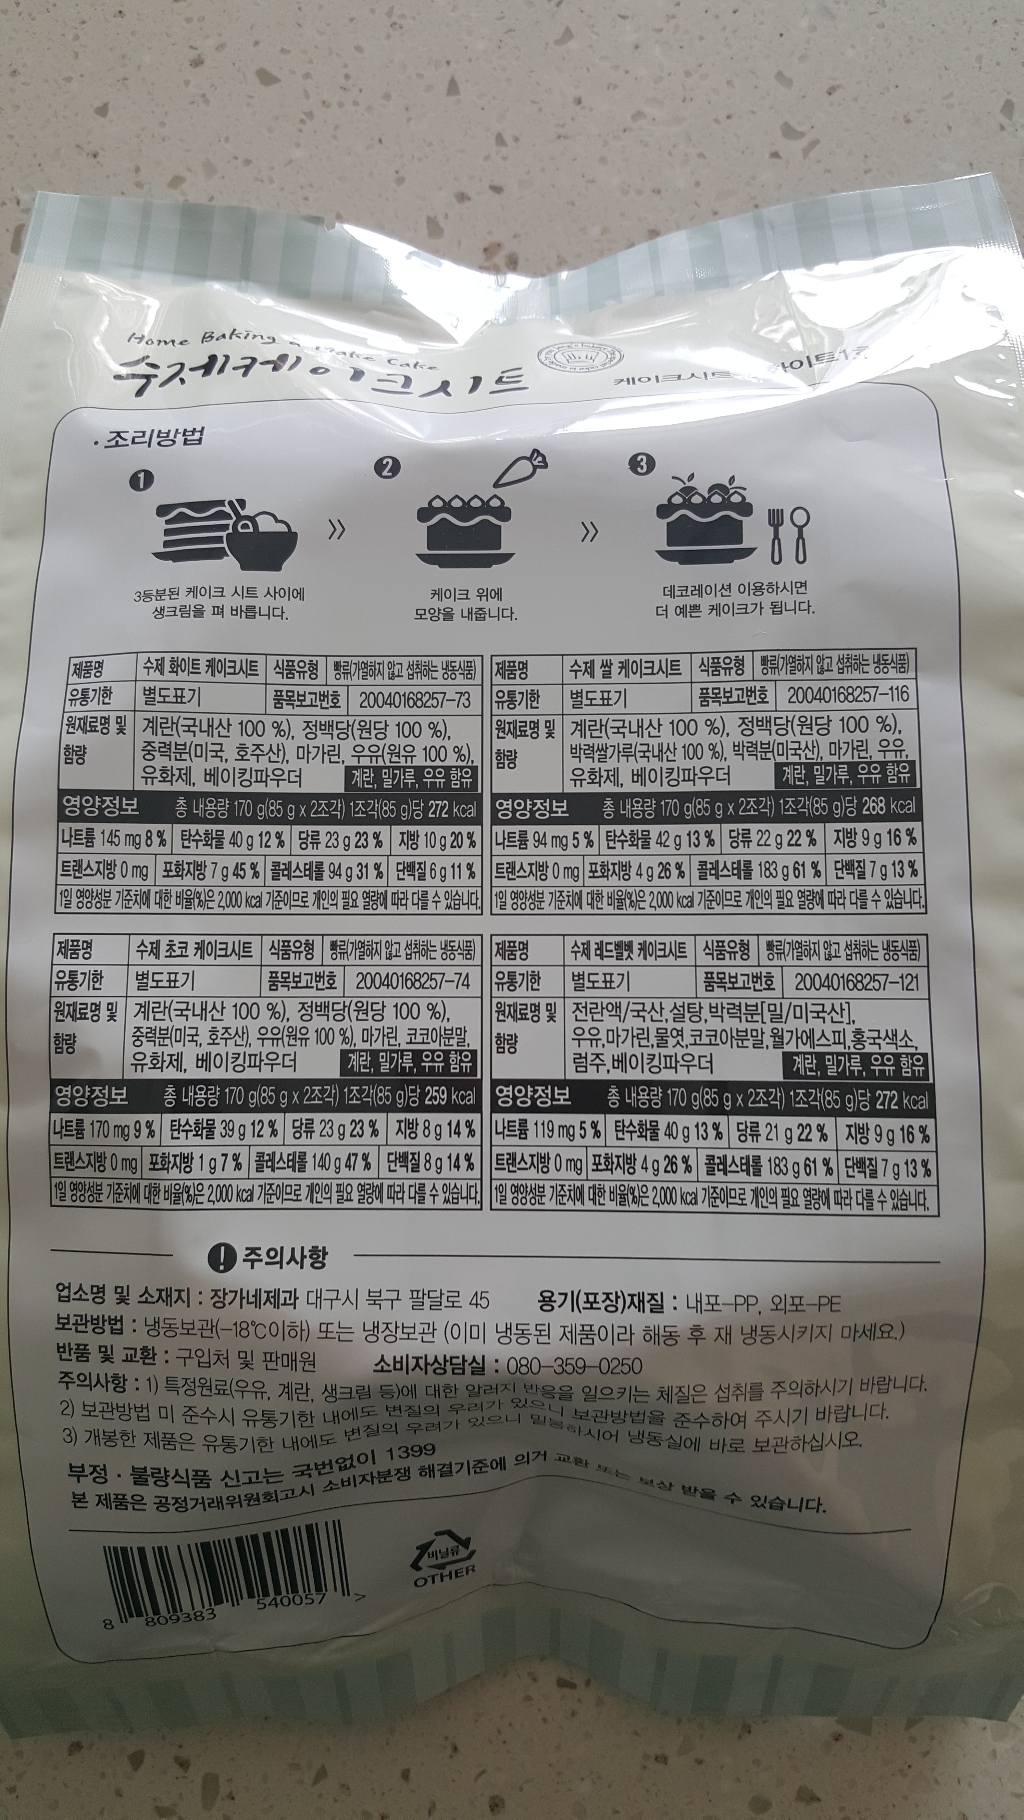 Home Baking
Make Cake
수제케이크시트
케이크시트
화이트1호
· 조리방법
1
2
3
3등분된 케이크 시트 사이에
생크림을 펴 바릅니다.
케이크 위에
모양을 내줍니다.
데코레이션 이용하시면
더 예쁜 케이크가 됩니다.
제품명 수제 화이트 케이크시트 식품유형 빵류(가열하지 않고 섭취하는 냉동식품)
유통기한 별도표기 품목보고번호 20040168257-73
원재료명 및 함량 계란(국내산 100 %), 정백당(원당 100 %),
중력분(미국, 호주산), 마가린, 우유(원유 100 %),
유화제, 베이킹파우더 계란, 밀가루, 우유 함유
영양정보 총 내용량 170 g(85 g x 2조각) 1조각(85 g)당 272 kcal
나트륨 145 mg 8 % 탄수화물 40 g 12 % 당류 23 g 23 % 지방 10 g 20 %
트랜스지방 0 mg 포화지방 7 g 45 % 콜레스테롤 94 g 31 % 단백질 6 g 11 %
1일 영양성분 기준치에 대한 비율(%)은 2,000 kcal 기준이므로 개인의 필요 열량에 따라 다를 수 있습니다.
제품명 수제 쌀 케이크시트 식품유형 빵류(가열하지 않고 섭취하는 냉동식품)
유통기한 별도표기 품목보고번호 20040168257-116
원재료명 및 함량 계란(국내산 100 %), 정백당(원당 100 %),
박력쌀가루(국내산 100 %), 박력분(미국산), 마가린, 우유,
유화제, 베이킹파우더 계란, 밀가루, 우유 함유
영양정보 총 내용량 170 g(85 g x 2조각) 1조각(85 g)당 268 kcal
나트륨 94 mg 5 % 탄수화물 42 g 13 % 당류 22 g 22 % 지방 9 g 16 %
트랜스지방 0 mg 포화지방 4 g 26 % 콜레스테롤 183 g 61 % 단백질 7 g 13 %
1일 영양성분 기준치에 대한 비율(%)은 2,000 kcal 기준이므로 개인의 필요 열량에 따라 다를 수 있습니다.
제품명 수제 초코 케이크시트 식품유형 빵류(가열하지 않고 섭취하는 냉동식품)
유통기한 별도표기 품목보고번호 20040168257-74
원재료명 및 함량 계란(국내산 100 %), 정백당(원당 100 %),
중력분(미국, 호주산), 우유(원유 100 %), 마가린, 코코아분말,
유화제, 베이킹파우더 계란, 밀가루, 우유 함유
영양정보 총 내용량 170 g(85 g x 2조각) 1조각(85 g)당 259 kcal
나트륨 170 mg 9 % 탄수화물 39 g 12 % 당류 23 g 23 % 지방 8 g 14 %
트랜스지방 0 mg 포화지방 1 g 7 % 콜레스테롤 140 g 47 % 단백질 8 g 14 %
1일 영양성분 기준치에 대한 비율(%)은 2,000 kcal 기준이므로 개인의 필요 열량에 따라 다를 수 있습니다.
제품명 수제 레드벨벳 케이크시트 식품유형 빵류(가열하지 않고 섭취하는 냉동식품)
유통기한 별도표기 품목보고번호 20040168257-121
원재료명 및 함량 전란액/국산,설탕,박력분[밀/미국산],
우유,마가린,물엿,코코아분말,월가에스피,홍국색소,
럼주,베이킹파우더 계란, 밀가루, 우유 함유
영양정보 총 내용량 170 g(85 g x 2조각) 1조각(85 g)당 272 kcal
나트륨 119 mg 5 % 탄수화물 40 g 13 % 당류 21 g 22 % 지방 9 g 16 %
트랜스지방 0 mg 포화지방 4 g 26 % 콜레스테롤 183 g 61 % 단백질 7 g 13 %
1일 영양성분 기준치에 대한 비율(%)은 2,000 kcal 기준이므로 개인의 필요 열량에 따라 다를 수 있습니다.
! 주의사항
업소명 및 소재지 : 장가네제과 대구시 북구 팔달로 45 용기(포장)재질 : 내포-PP, 외포-PE
보관방법 : 냉동보관(-18℃이하) 또는 냉장보관 (이미 냉동된 제품이라 해동 후 재 냉동시키지 마세요.)
반품 및 교환 : 구입처 및 판매원 소비자상담실 : 080-359-0250
주의사항 : 1) 특정원료(우유, 계란, 생크림 등)에 대한 알러지 반응을 일으키는 체질은 섭취를 주의하시기 바랍니다.
2) 보관방법 미 준수시 유통기한 내에도 변질의 우려가 있으니 보관방법을 준수하여 주시기 바랍니다.
3) 개봉한 제품은 유통기한 내에도 변질의 우려가 있으니 밀봉하시어 냉동실에 바로 보관하십시오.
부정 · 불량식품 신고는 국번없이 1399
본 제품은 공정거래위원회고시 소비자분쟁 해결기준에 의거 교환 또는 보상 받을 수 있습니다.
8 809383 540057 >
비닐류
OTHER